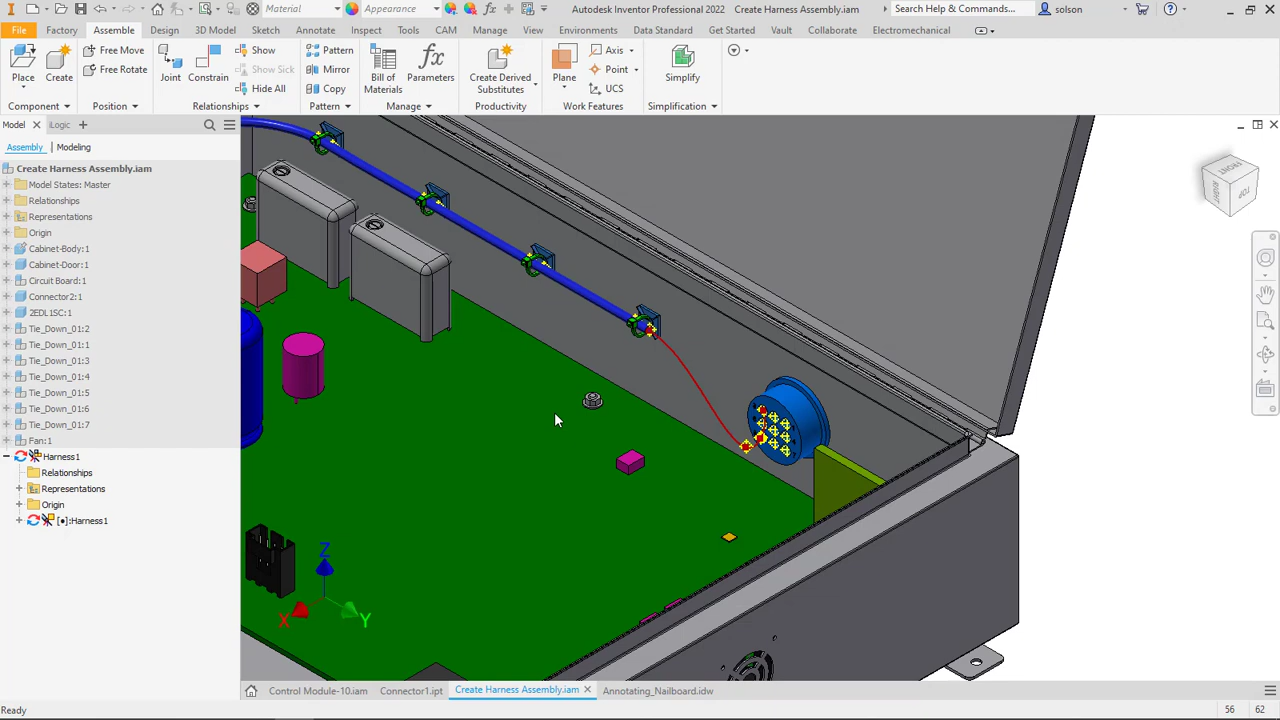 Material
Appearance
Autodesk Inventor Professional 2022
Create Harness Assembly.iam
Search Help & Commands...
solson
File
Factory
Assemble
Design
3D Model
Sketch
Annotate
Inspect
Tools
CAM
Manage
View
Environments
Data Standard
Get Started
Vault
Collaborate
Electromechanical
Place
Create
Free Move
Free Rotate
Joint
Constrain
Show
Show Sick
Hide All
Pattern
Mirror
Copy
Bill of
Materials
Parameters
Create Derived
Substitutes
Plane
Axis
Point
UCS
Simplify
Component
Position
Relationships
Pattern
Manage
Productivity
Work Features
Simplification
Model
iLogic
Assembly
Modeling
Create Harness Assembly.iam
Model States: Master
Relationships
Representations
Origin
Cabinet-Body:1
Cabinet-Door:1
Circuit Board:1
Connector2:1
2EDL1SC:1
Tie_Down_01:2
Tie_Down_01:1
Tie_Down_01:3
Tie_Down_01:4
Tie_Down_01:5
Tie_Down_01:6
Tie_Down_01:7
Fan:1
Harness1
Relationships
Representations
Origin
[•]:Harness1
Z
X
Y
RIGHT
TOP
Control Module-10.iam
Connector1.ipt
Create Harness Assembly.iam
Annotating_Nailboard.idw
Ready
56
62